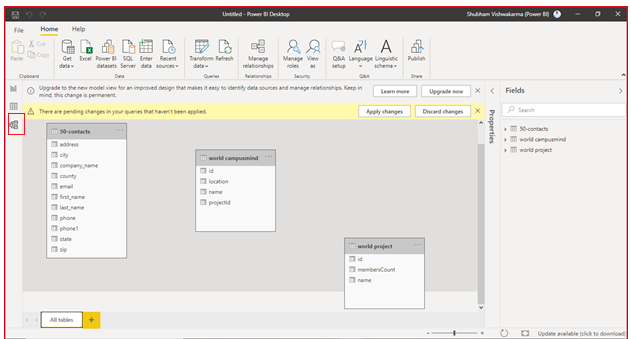 Untitled - Power BI Desktop
Shubham Vishwakarma (Power BI)
File
Home
Help
Paste
Cut
Copy
Get data
Excel
Power BI datasets
SQL Server
Enter data
Recent sources
Transform data
Refresh
Manage relationships
Manage roles
View as
Q&A setup
Language
Linguistic schema
Publish
Clipboard
Data
Queries
Relationships
Security
Q&A
Share
Upgrade to the new model view for an improved design that makes it easy to identify data sources and manage relationships. Keep in
mind, this change is permanent.
Learn more
Upgrade now
There are pending changes in your queries that haven't been applied.
Apply changes
Discard changes
Properties
Fields
Search
50-contacts
world campusmind
world project
50-contacts
address
city
company_name
county
email
first_name
last_name
phone
phone1
state
zip
world campusmind
id
location
name
projectId
world project
id
membersCount
name
All tables
Update available (click to download)